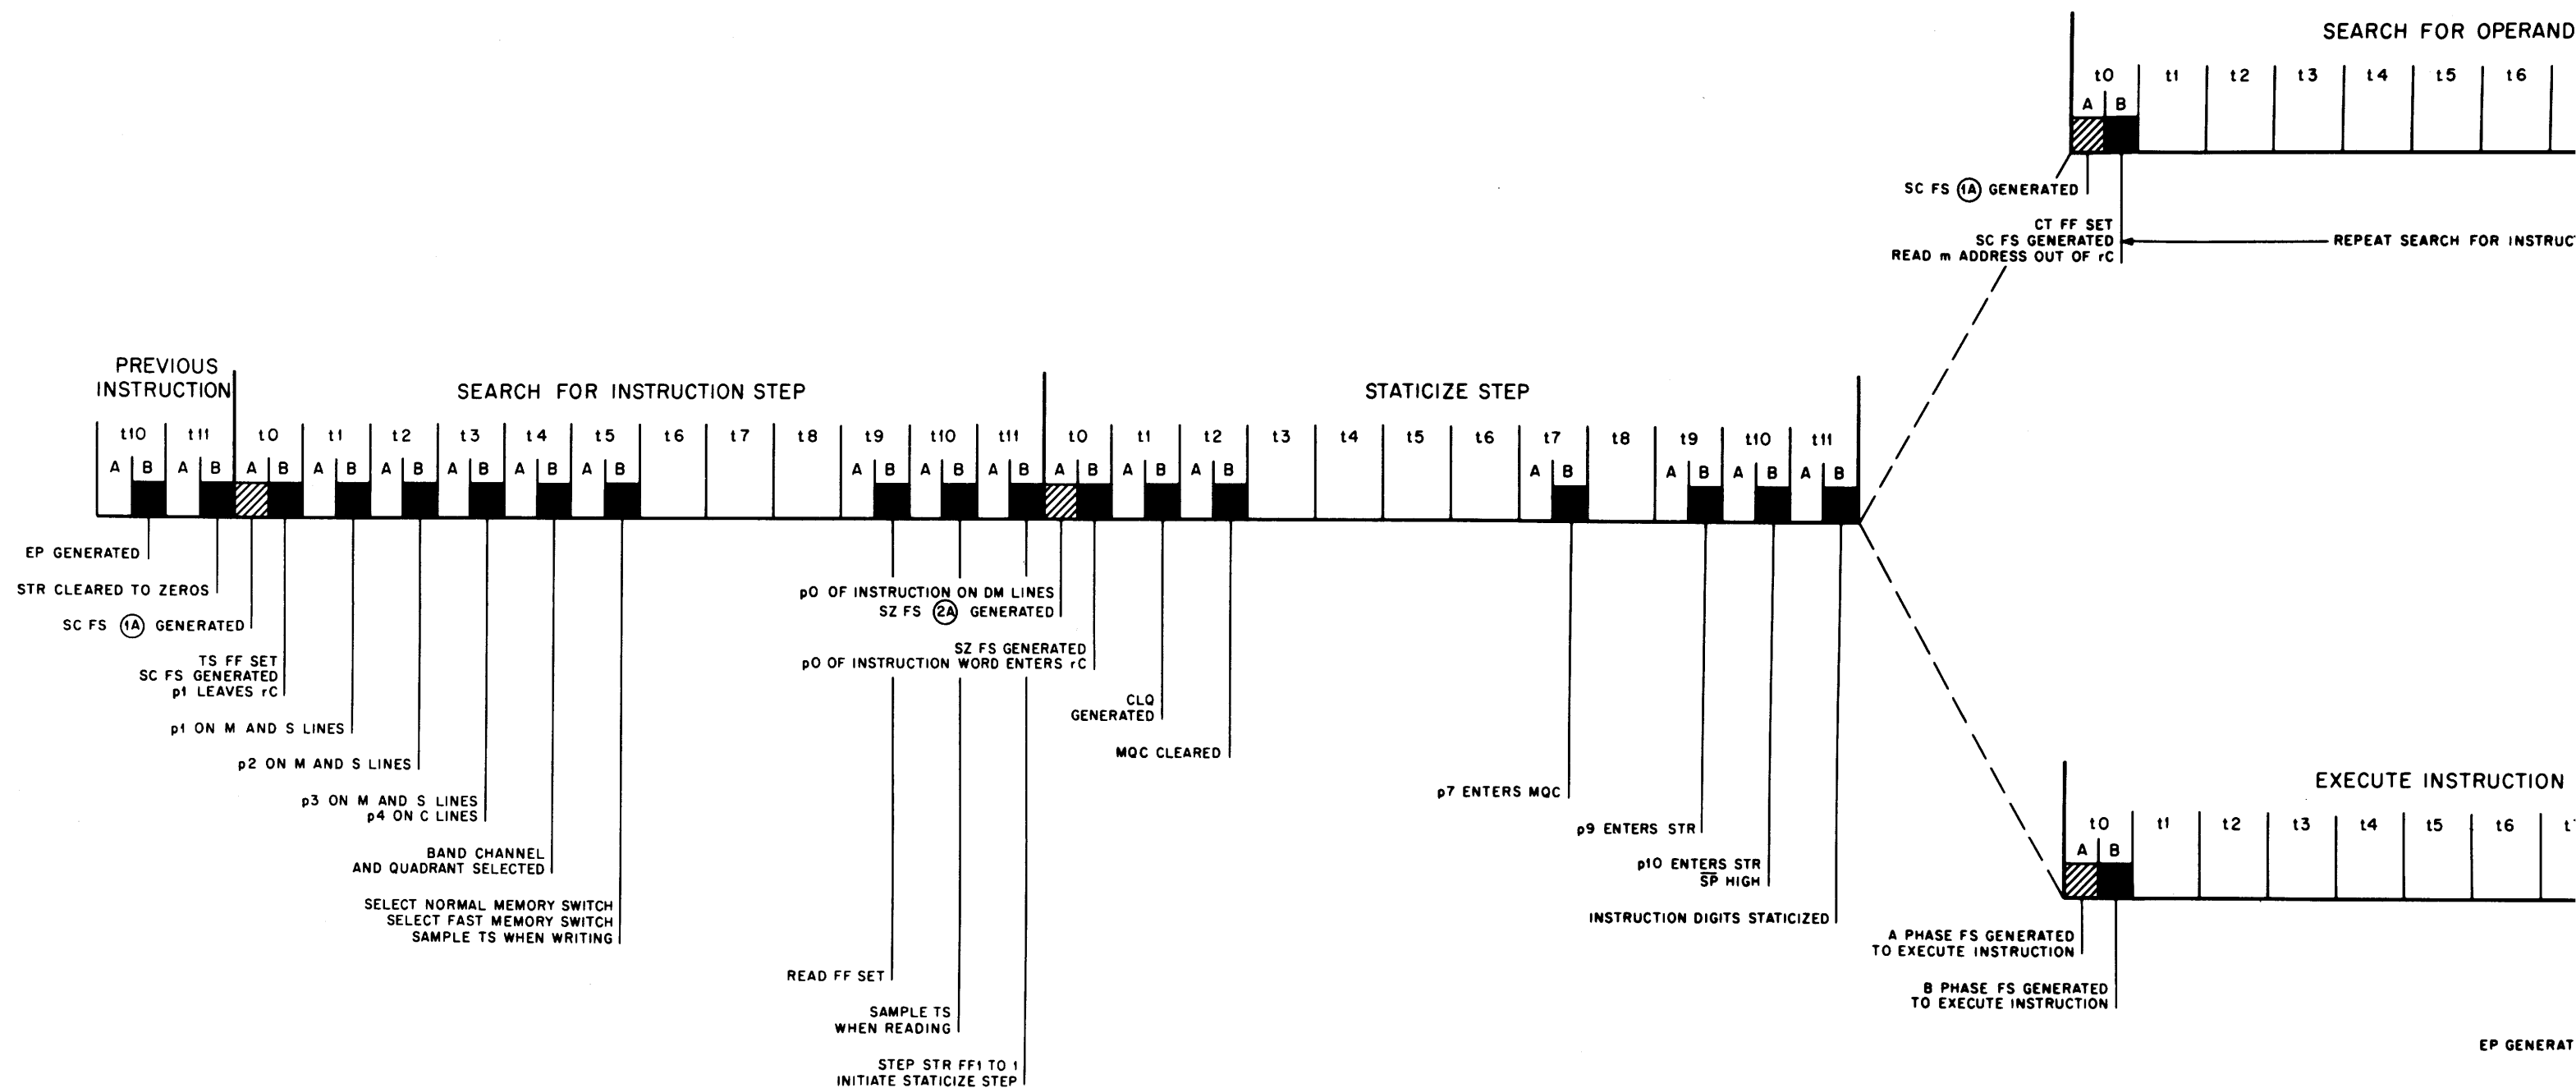 SEARCH FOR OPERAND
t0 t1 t2 t3 t4 t5 t6
A B
SC FS 1A GENERATED
CT FF SET
SC FS GENERATED
READ m ADDRESS OUT OF rC
REPEAT SEARCH FOR INSTRUC
PREVIOUS
INSTRUCTION
SEARCH FOR INSTRUCTION STEP
STATICIZE STEP
t10 t11 t0 t1 t2 t3 t4 t5 t6 t7 t8 t9 t10 t11 t0 t1 t2 t3 t4 t5 t6 t7 t8 t9 t10 t11
A B A B A B A B A B A B A B A B A B A B A B A B A B A B A B A B A B A B
EP GENERATED
STR CLEARED TO ZEROS
SC FS 1A GENERATED
TS FF SET
SC FS GENERATED
p1 LEAVES rC
p1 ON M AND S LINES
p2 ON M AND S LINES
p3 ON M AND S LINES
p4 ON C LINES
BAND CHANNEL
AND QUADRANT SELECTED
SELECT NORMAL MEMORY SWITCH
SELECT FAST MEMORY SWITCH
SAMPLE TS WHEN WRITING
p0 OF INSTRUCTION ON DM LINES
SZ FS 2A GENERATED
SZ FS GENERATED
p0 OF INSTRUCTION WORD ENTERS rC
READ FF SET
SAMPLE TS
WHEN READING
STEP STR FF1 TO 1
INITIATE STATICIZE STEP
CLQ
GENERATED
MQC CLEARED
p7 ENTERS MQC
p9 ENTERS STR
p10 ENTERS STR
S̅P̅ HIGH
INSTRUCTION DIGITS STATICIZED
EXECUTE INSTRUCTION
t0 t1 t2 t3 t4 t5 t6 t
A B
A PHASE FS GENERATED
TO EXECUTE INSTRUCTION
B PHASE FS GENERATED
TO EXECUTE INSTRUCTION
EP GENERAT